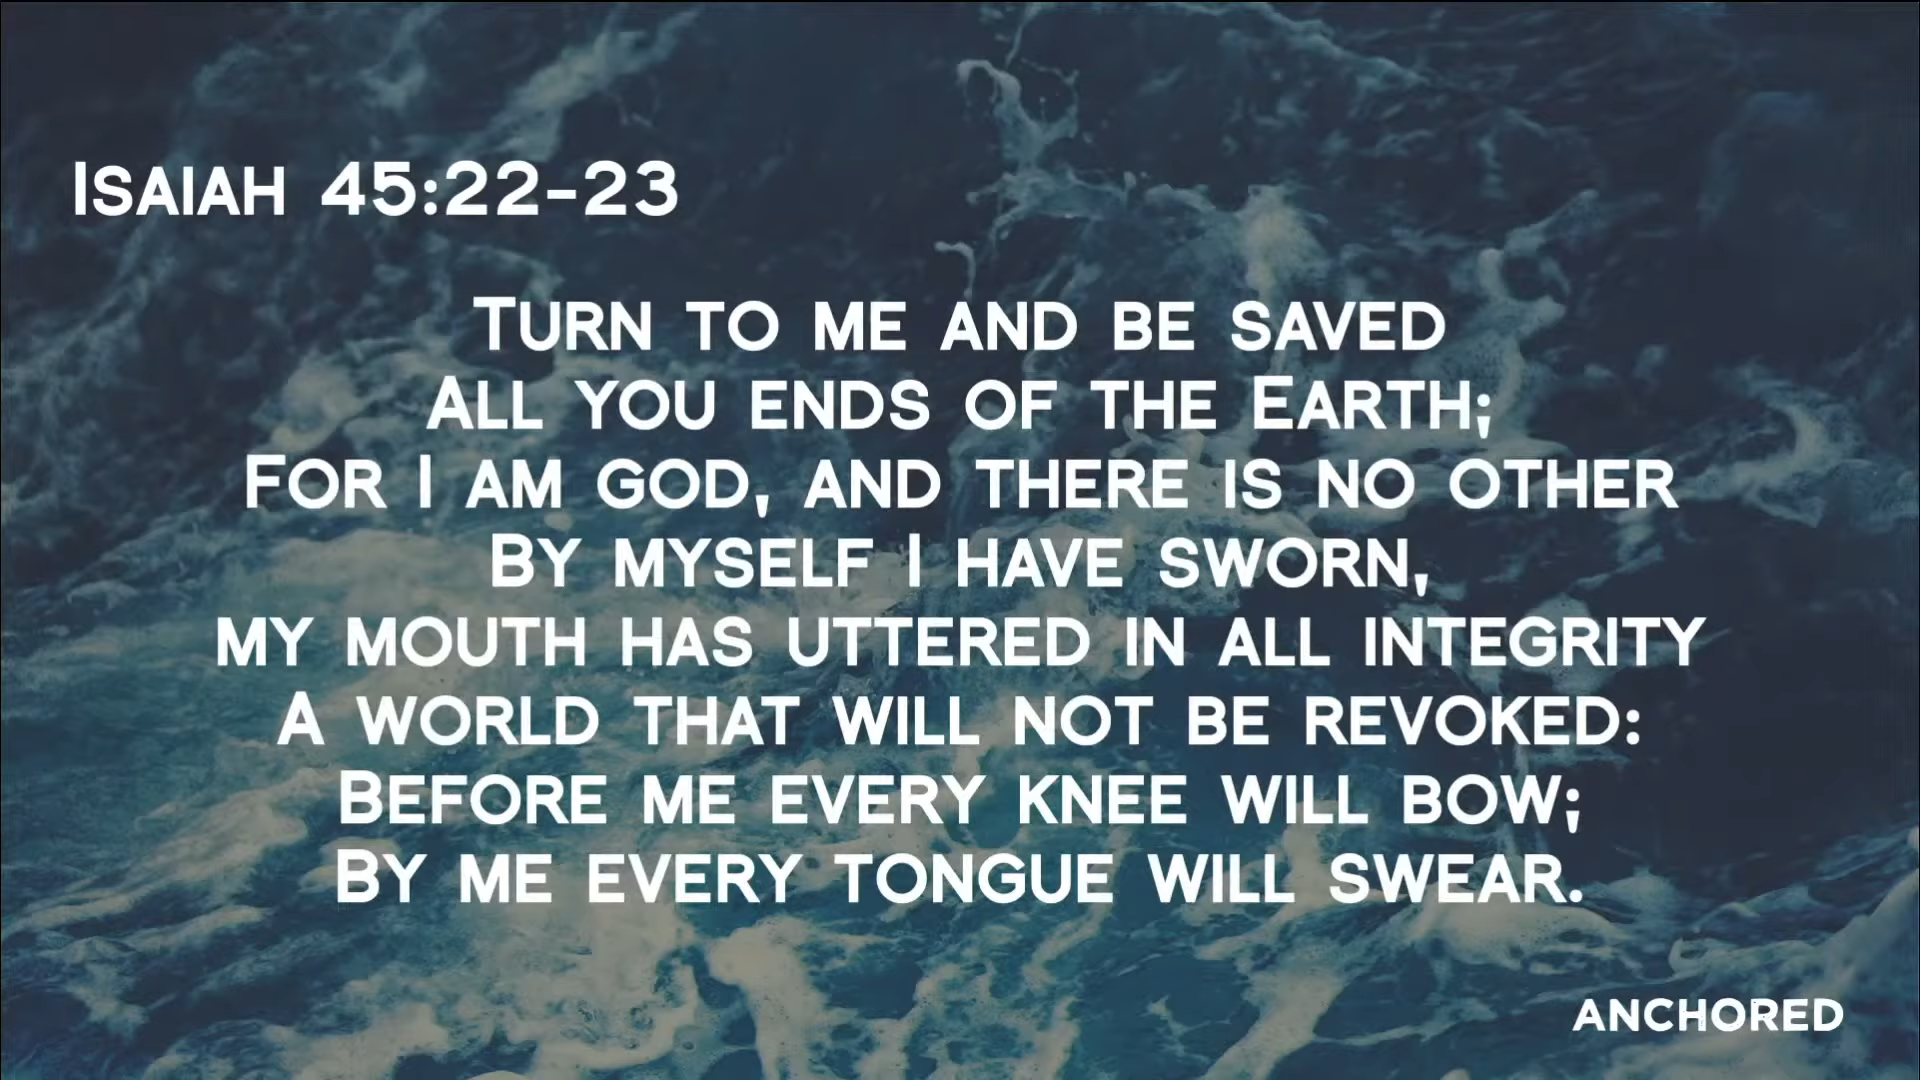 Isaiah 45:22-23
Turn to me and be saved
All you ends of the Earth;
For I am god, and there is no other
By myself I have sworn,
my mouth has uttered in all integrity
A world that will not be revoked:
Before me every knee will bow;
By me every tongue will swear.
ANCHORED